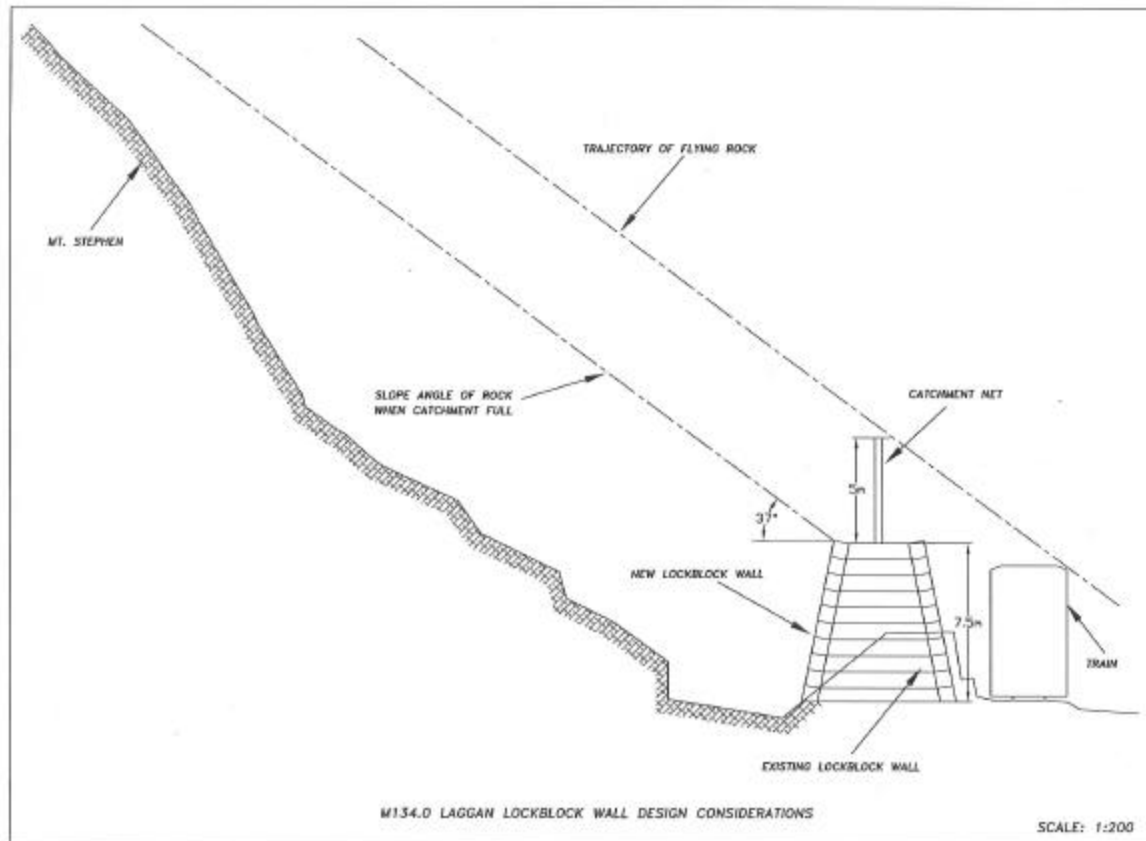 TRAJECTORY OF FLYING ROCK
MT. STEPHEN
SLOPE ANGLE OF ROCK
WHEN CATCHMENT FULL
CATCHMENT NET
5m
37°
NEW LOCKBLOCK WALL
7.5m
TRAIN
EXISTING LOCKBLOCK WALL
M134.0 LAGGAN LOCKBLOCK WALL DESIGN CONSIDERATIONS
SCALE: 1:200